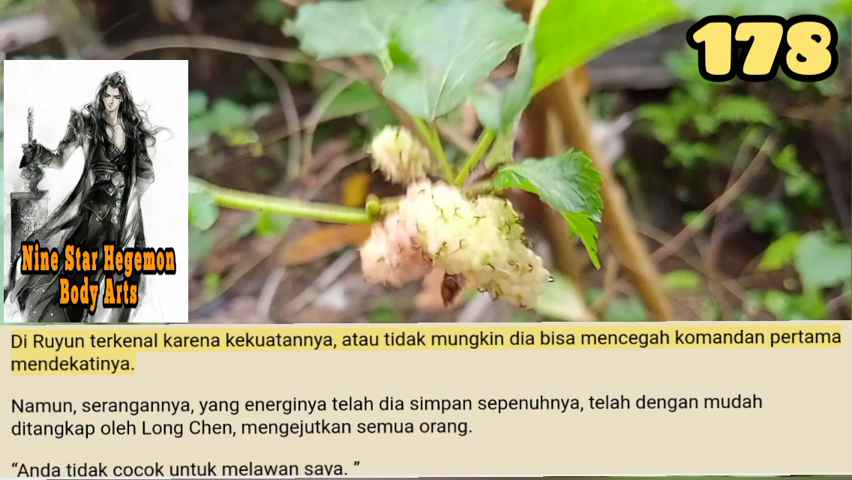 178
Nine Star Hegemon
Body Arts
Di Ruyun terkenal karena kekuatannya, atau tidak mungkin dia bisa mencegah komandan pertama
mendekatinya.
Namun, serangannya, yang energinya telah dia simpan sepenuhnya, telah dengan mudah
ditangkap oleh Long Chen, mengejutkan semua orang.
“Anda tidak cocok untuk melawan saya. ”